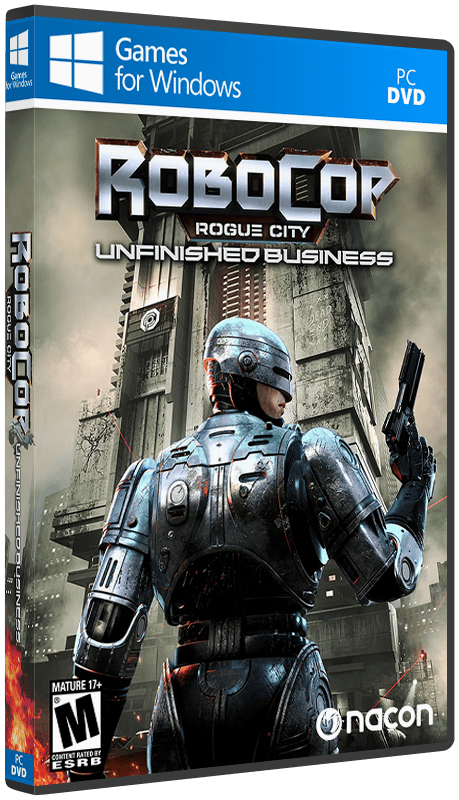 Games
for Windows
Games
for Windows
PC
DVD
ROBOCOP
ROGUE CITY
UNFINISHED BUSINESS
ROBOCOP
ROGUE CITY
UNFINISHED BUSINESS
MATURE 17+
M
CONTENT RATED BY
ESRB
nacon
PC
DVD